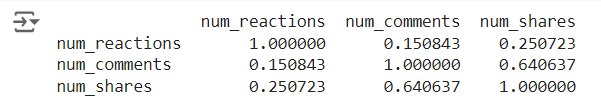 num_reactions num_comments num_shares
num_reactions 1.000000 0.150843 0.250723
num_comments 0.150843 1.000000 0.640637
num_shares 0.250723 0.640637 1.000000